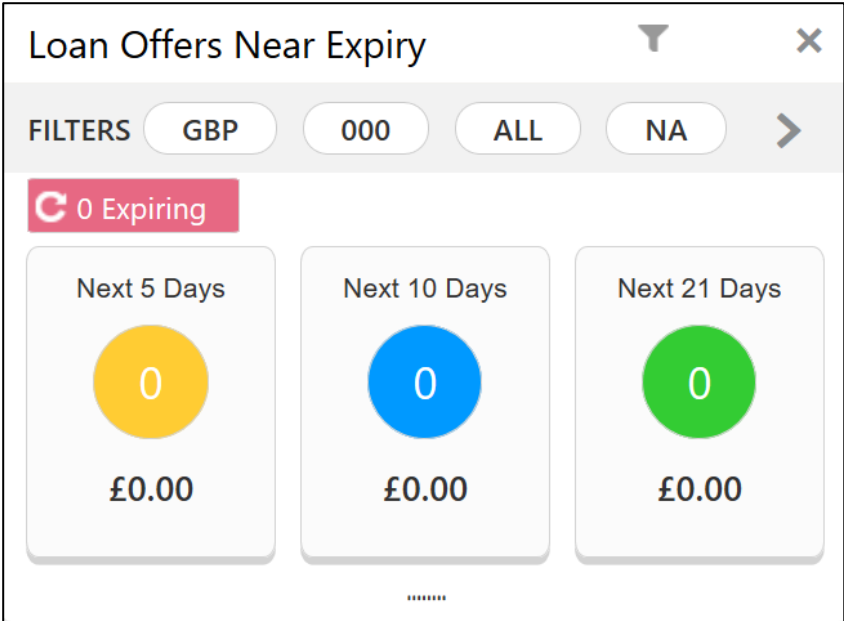 Loan Offers Near Expiry
FILTERS GBP 000 ALL NA
0 Expiring
Next 5 Days Next 10 Days Next 21 Days
0 0 0
£0.00 £0.00 £0.00